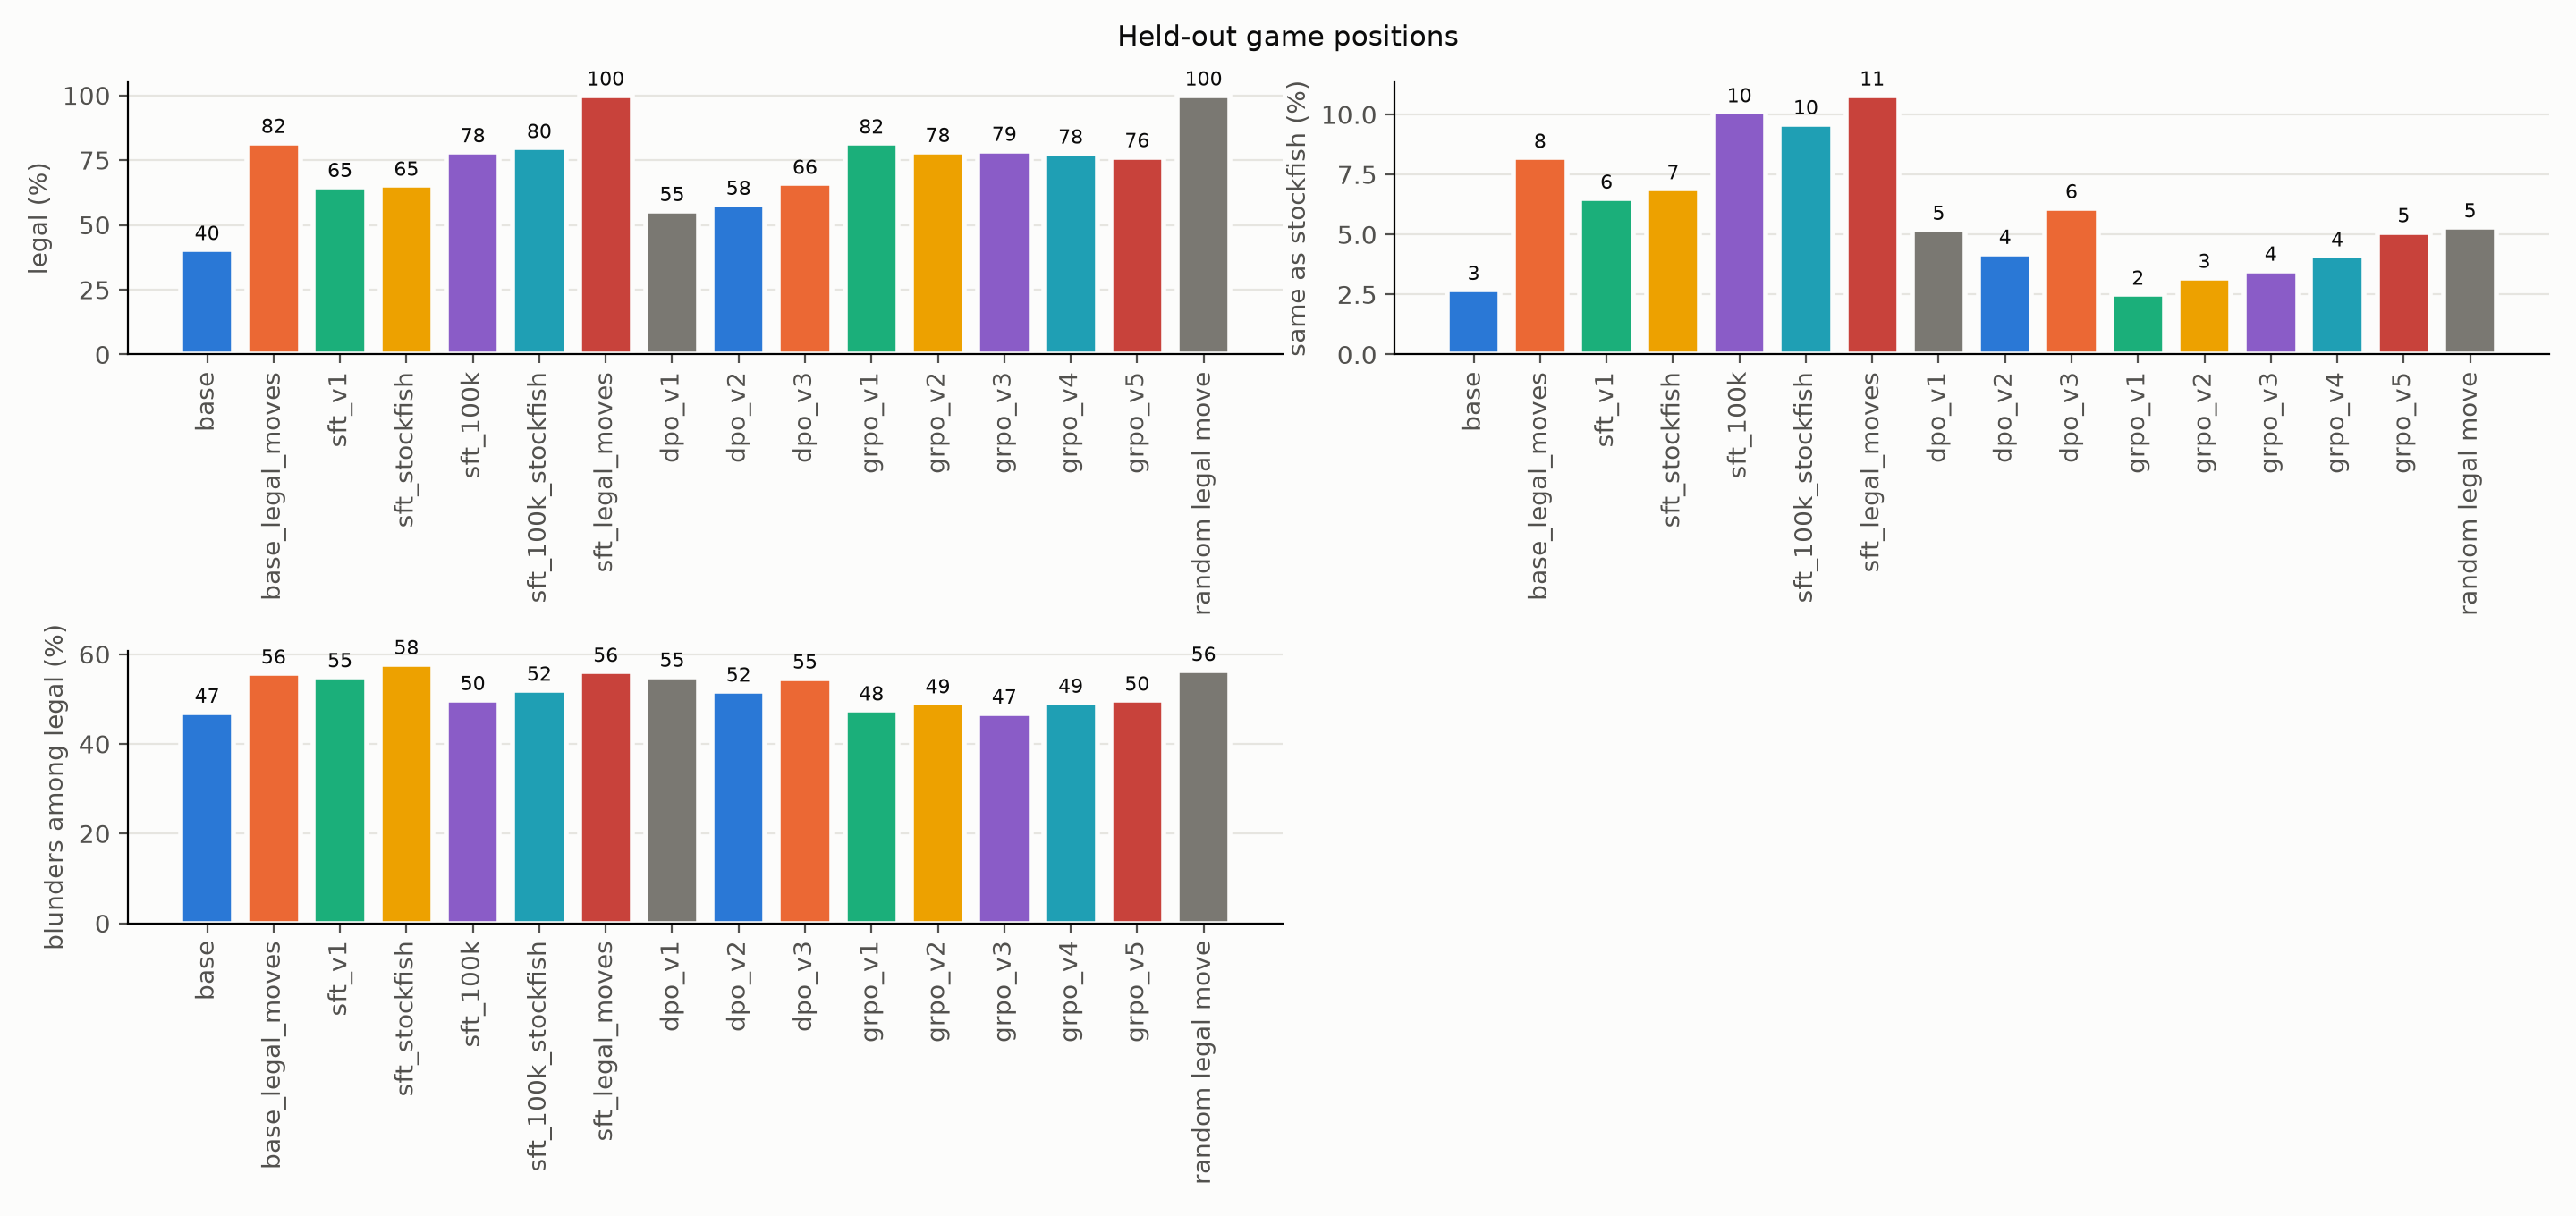 Held-out game positions
legal (%)
100
75
50
25
0
40
82
65
65
78
80
100
55
58
66
82
78
79
78
76
100
base
base_legal_moves
sft_v1
sft_stockfish
sft_100k
sft_100k_stockfish
sft_legal_moves
dpo_v1
dpo_v2
dpo_v3
grpo_v1
grpo_v2
grpo_v3
grpo_v4
grpo_v5
random legal move
same as stockfish (%)
10.0
7.5
5.0
2.5
0.0
3
8
6
7
10
10
11
5
4
6
2
3
4
4
5
5
base
base_legal_moves
sft_v1
sft_stockfish
sft_100k
sft_100k_stockfish
sft_legal_moves
dpo_v1
dpo_v2
dpo_v3
grpo_v1
grpo_v2
grpo_v3
grpo_v4
grpo_v5
random legal move
blunders among legal (%)
60
40
20
0
47
56
55
58
50
52
56
55
52
55
48
49
47
49
50
56
base
base_legal_moves
sft_v1
sft_stockfish
sft_100k
sft_100k_stockfish
sft_legal_moves
dpo_v1
dpo_v2
dpo_v3
grpo_v1
grpo_v2
grpo_v3
grpo_v4
grpo_v5
random legal move